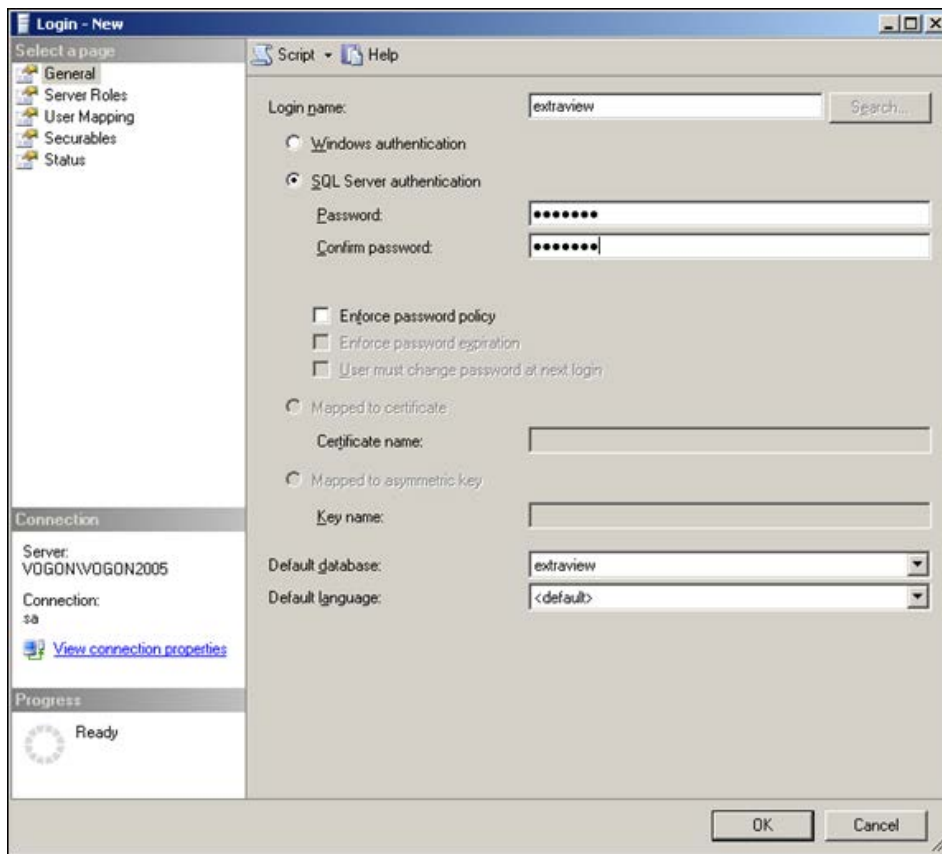 Login - New
Select a page
General
Server Roles
User Mapping
Securables
Status
Connection
Server:
VOGON\VOGON2005
Connection:
sa
View connection properties
Progress
Ready
Script Help
Login name: extraview Search...
Windows authentication
SQL Server authentication
Password: •••••••
Confirm password: •••••••
Enforce password policy
Enforce password expiration
User must change password at next login
Mapped to certificate
Certificate name:
Mapped to asymmetric key
Key name:
Default database: extraview
Default language: <default>
OK Cancel